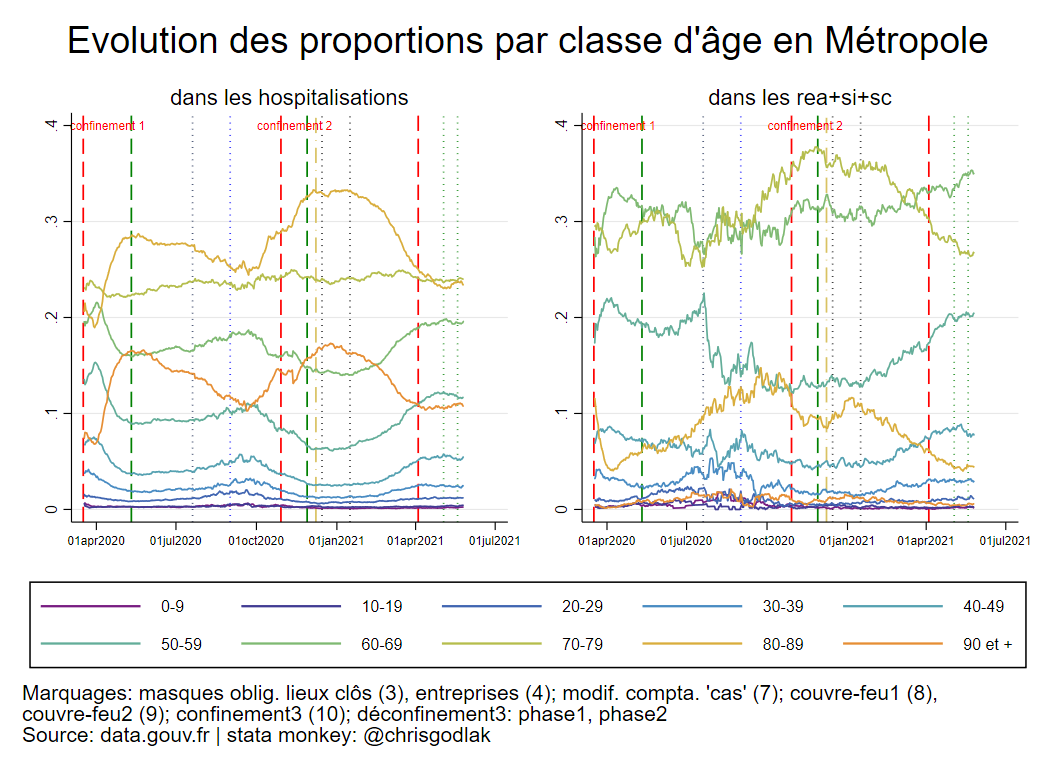 Evolution des proportions par classe d'âge en Métropole
dans les hospitalisations
dans les rea+si+sc
confinement 1
confinement 2
confinement 1
confinement 2
.4
.3
.2
.1
0
.4
.3
.2
.1
0
01apr2020 01jul2020 01oct2020 01jan2021 01apr2021 01jul2021
01apr2020 01jul2020 01oct2020 01jan2021 01apr2021 01jul2021
0-9 10-19 20-29 30-39 40-49
50-59 60-69 70-79 80-89 90 et +
Marquages: masques oblig. lieux clôs (3), entreprises (4); modif. compta. 'cas' (7); couvre-feu1 (8),
couvre-feu2 (9); confinement3 (10); déconfinement3: phase1, phase2
Source: data.gouv.fr | stata monkey: @chrisgodlak